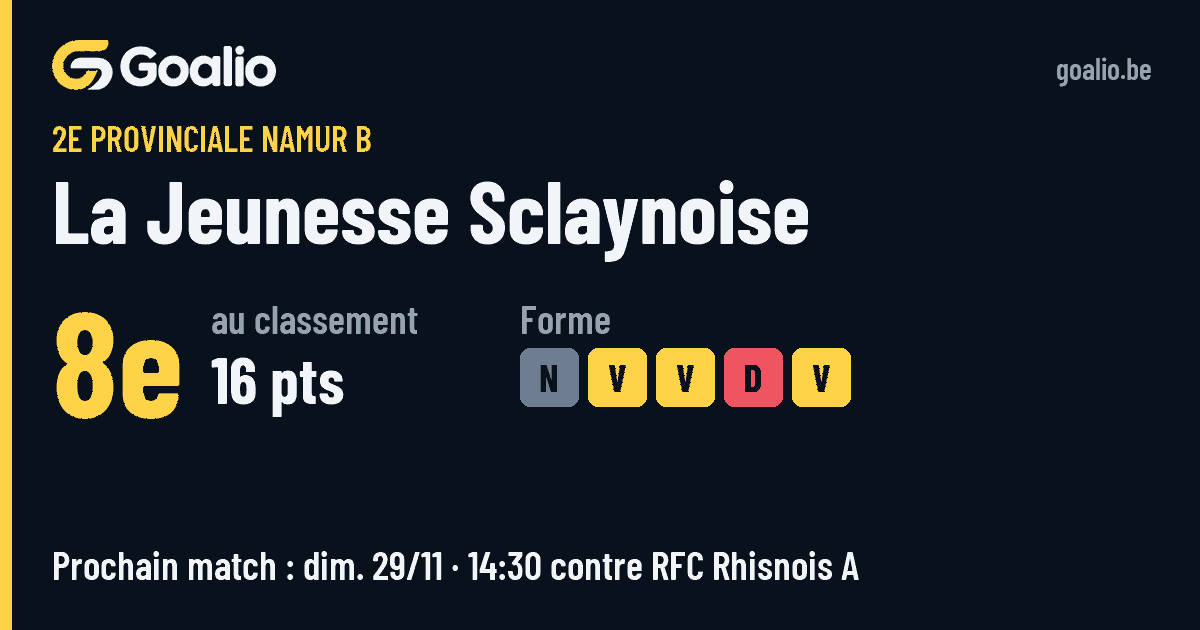 Goalio
goalio.be
2E PROVINCIALE NAMUR B
La Jeunesse Sclaynoise
8e
au classement
16 pts
Forme
N V V D V
Prochain match : dim. 29/11 · 14:30 contre RFC Rhisnois A